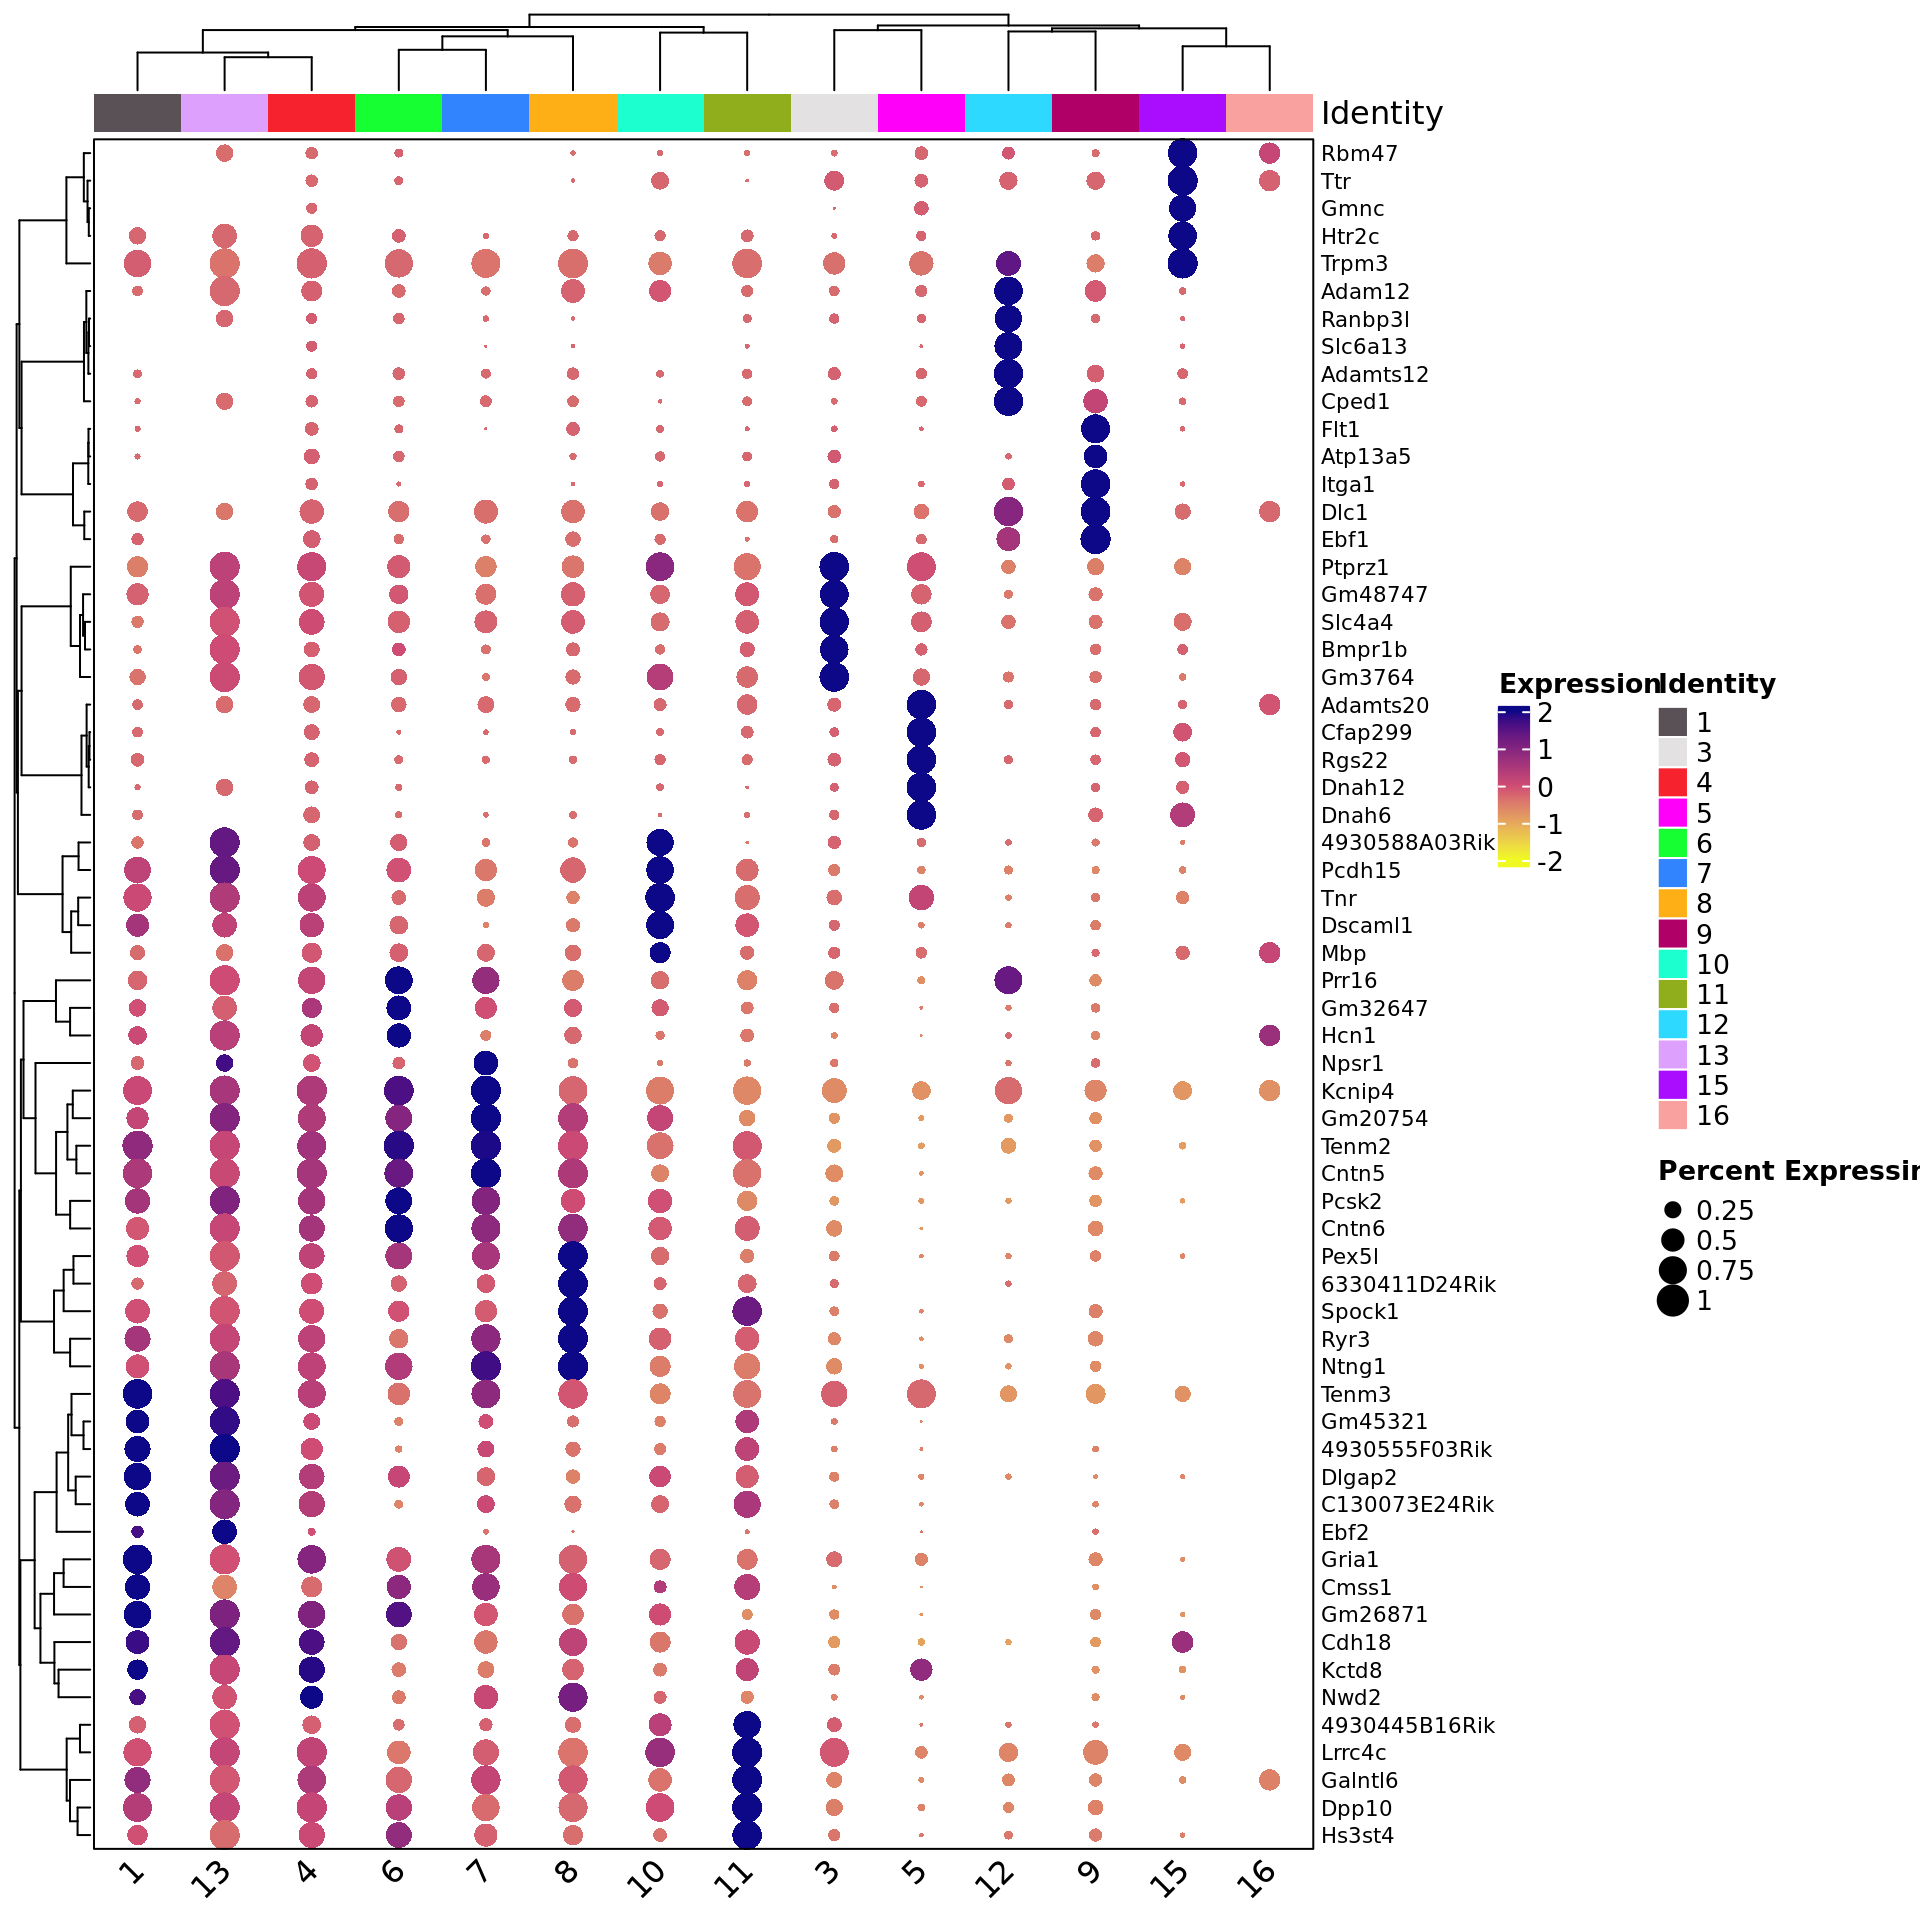 Identity
Rbm47
Ttr
Gmnc
Htr2c
Trpm3
Adam12
Ranbp3l
Slc6a13
Adamts12
Cped1
Flt1
Atp13a5
Itga1
Dlc1
Ebf1
Ptprz1
Gm48747
Slc4a4
Bmpr1b
Gm3764
Adamts20
Cfap299
Rgs22
Dnah12
Dnah6
4930588A03Rik
Pcdh15
Tnr
Dscaml1
Mbp
Prr16
Gm32647
Hcn1
Npsr1
Kcnip4
Gm20754
Tenm2
Cntn5
Pcsk2
Cntn6
Pex5l
6330411D24Rik
Spock1
Ryr3
Ntng1
Tenm3
Gm45321
4930555F03Rik
Dlgap2
C130073E24Rik
Ebf2
Gria1
Cmss1
Gm26871
Cdh18
Kctd8
Nwd2
4930445B16Rik
Lrrc4c
Galntl6
Dpp10
Hs3st4
1 13 4 6 7 8 10 11 3 5 12 9 15 16
Expression
2
1
0
-1
-2
Identity
1
3
4
5
6
7
8
9
10
11
12
13
15
16
Percent Expressin
0.25
0.5
0.75
1